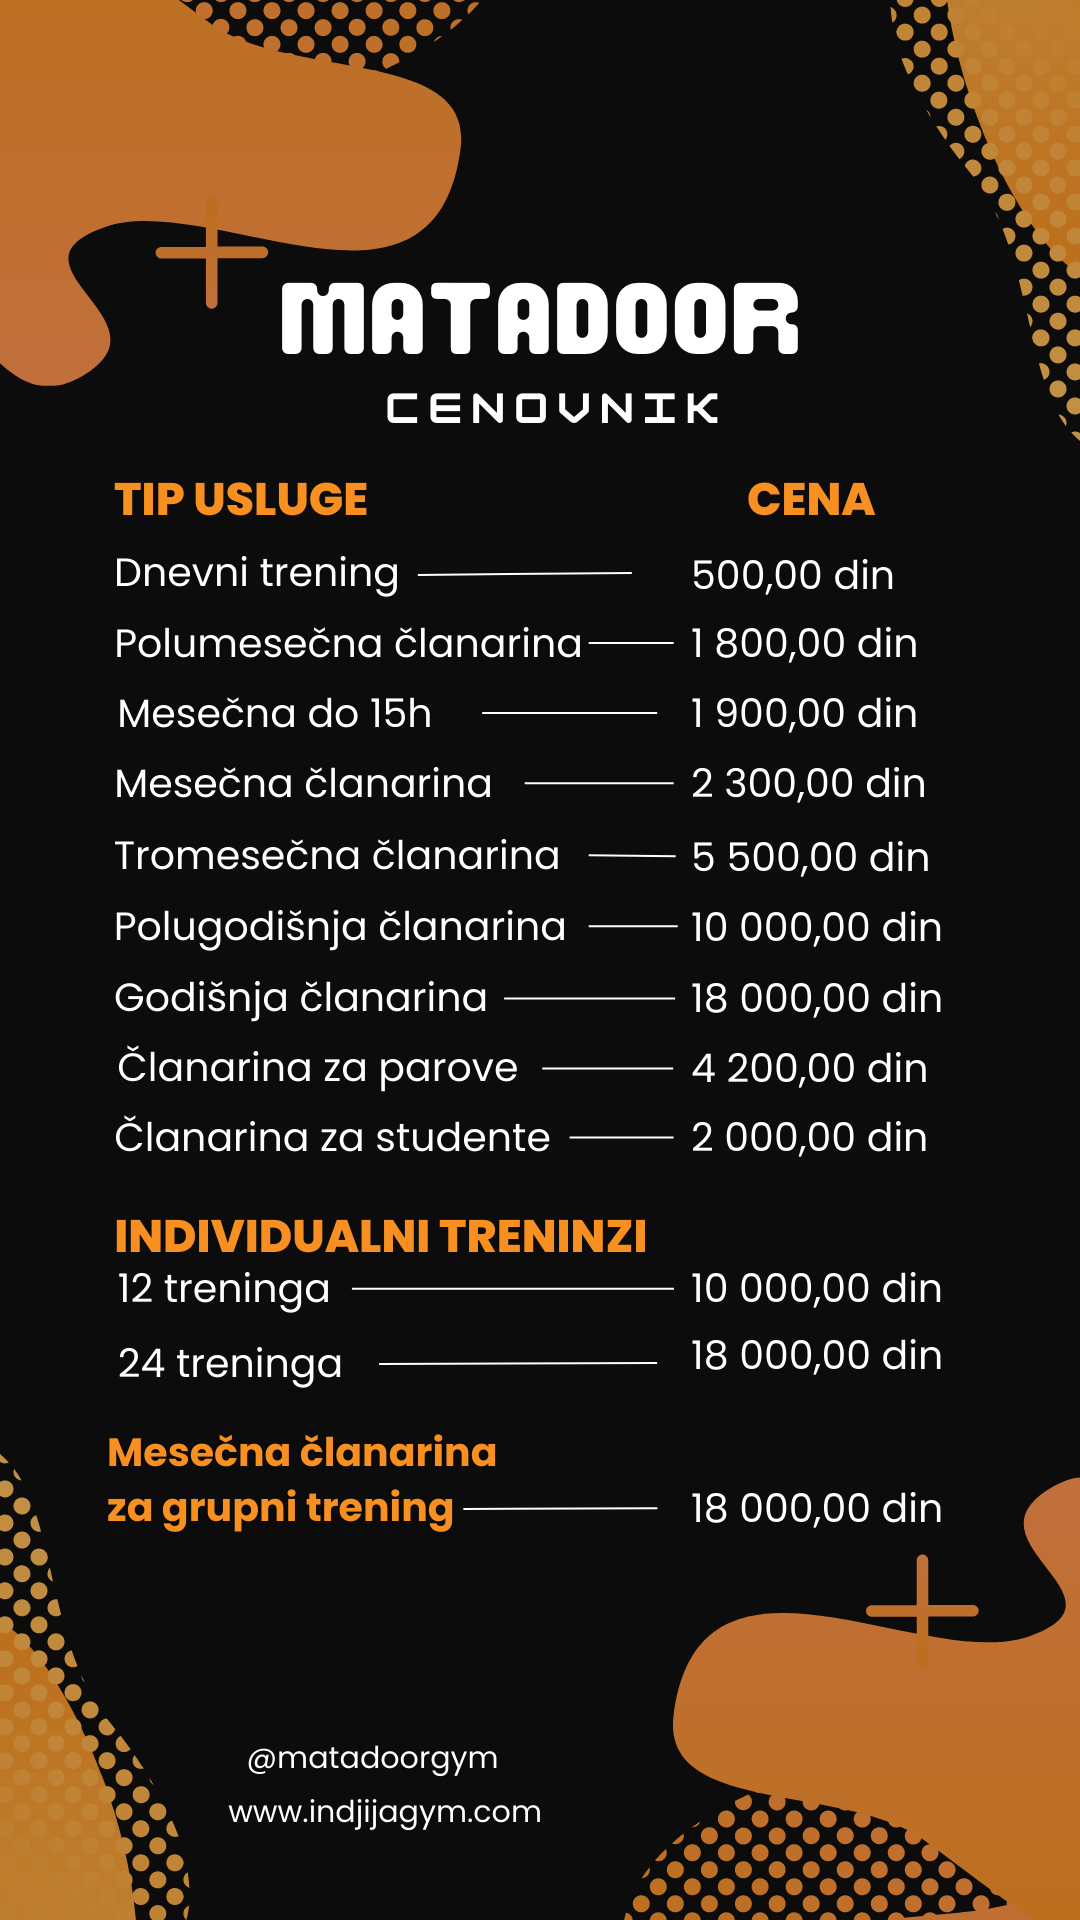 MATADOOR
CENOVNIK
TIP USLUGE CENA
Dnevni trening 500,00 din
Polumesečna članarina 1 800,00 din
Mesečna do 15h 1 900,00 din
Mesečna članarina 2 300,00 din
Tromesečna članarina 5 500,00 din
Polugodišnja članarina 10 000,00 din
Godišnja članarina 18 000,00 din
Članarina za parove 4 200,00 din
Članarina za studente 2 000,00 din
INDIVIDUALNI TRENINZI
12 treninga 10 000,00 din
24 treninga 18 000,00 din
Mesečna članarina
za grupni trening 18 000,00 din
@matadoorgym
www.indjijagym.com